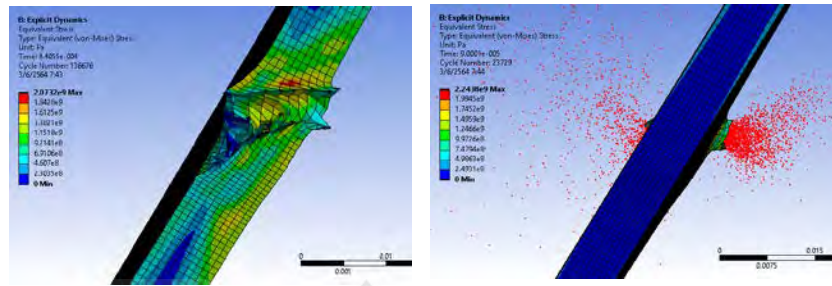 B: Explicit Dynamics
Equivalent Stress
Type: Equivalent (von-Mises) Stress
Unit: Pa
Cycle Number: 138678
3/6/2564 7:43
2.0732e9 Max
1.8428e9
1.6125e9
1.3821e9
1.1518e9
9.2141e8
6.9106e8
4.607e8
2.3035e8
0 Min
0
0.01
0.005
B: Explicit Dynamics
Equivalent Stress
Type: Equivalent (von-Mises) Stress
Unit: Pa
Time: 9.0001e-005
Cycle Number: 23729
3/6/2564 7:44
2.2438e9 Max
1.9945e9
1.7452e9
1.4959e9
1.2466e9
9.9726e8
7.4794e8
4.9863e8
2.4931e8
0 Min
0
0.015
0.0075